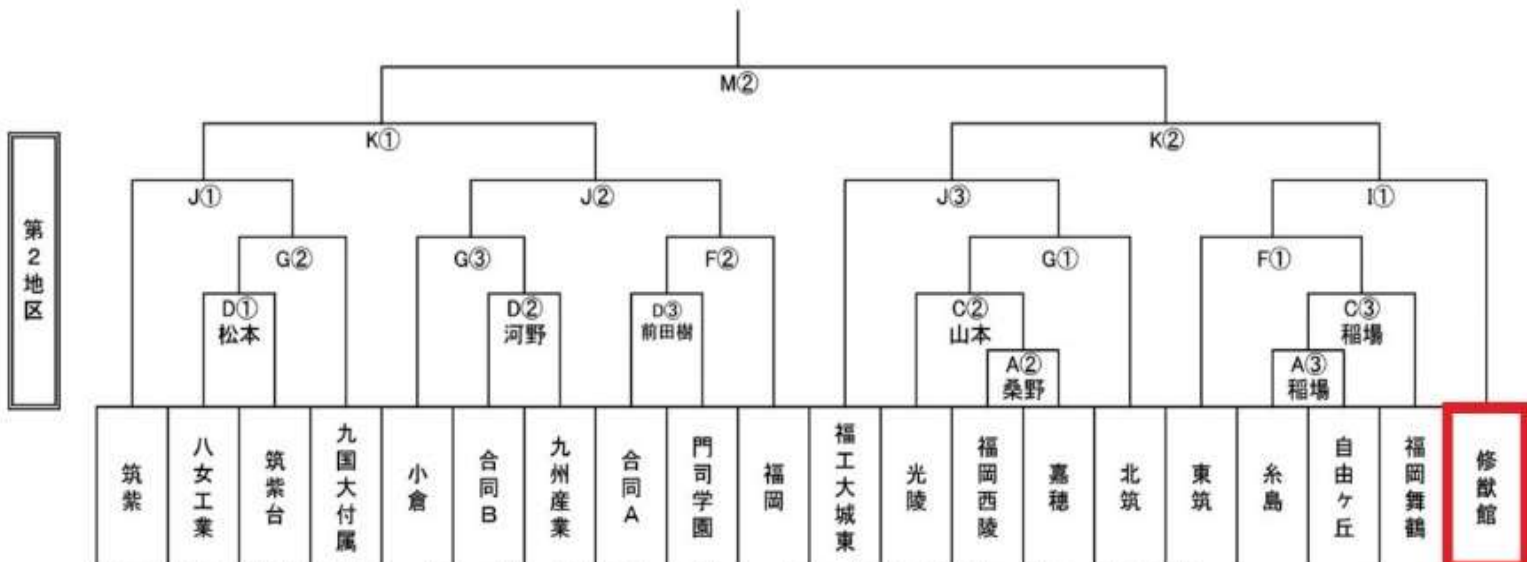 M②
K①
K②
J①
J②
J③
I①
G②
G③
F②
G①
F①
D①
松本
D②
河野
D③
前田樹
C②
山本
C③
稲場
A②
桑野
A③
稲場
第2地区
筑紫
八女工業
筑紫台
九国大付属
小倉
合同B
九州産業
合同A
門司学園
福岡
福工大城東
光陵
福岡西陵
嘉穂
北筑
東筑
糸島
自由ケ丘
福岡舞鶴
修猷館